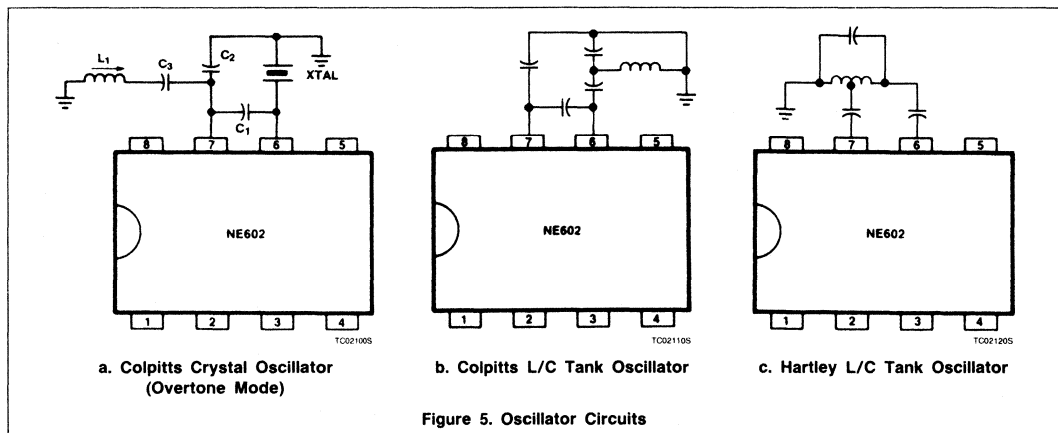 L1
C3
C2
XTAL
C1
8 7 6 5
NE602
1 2 3 4
TC02100S
a. Colpitts Crystal Oscillator
(Overtone Mode)
8 7 6 5
NE602
1 2 3 4
TC02110S
b. Colpitts L/C Tank Oscillator
8 7 6 5
NE602
1 2 3 4
TC02120S
c. Hartley L/C Tank Oscillator
Figure 5. Oscillator Circuits